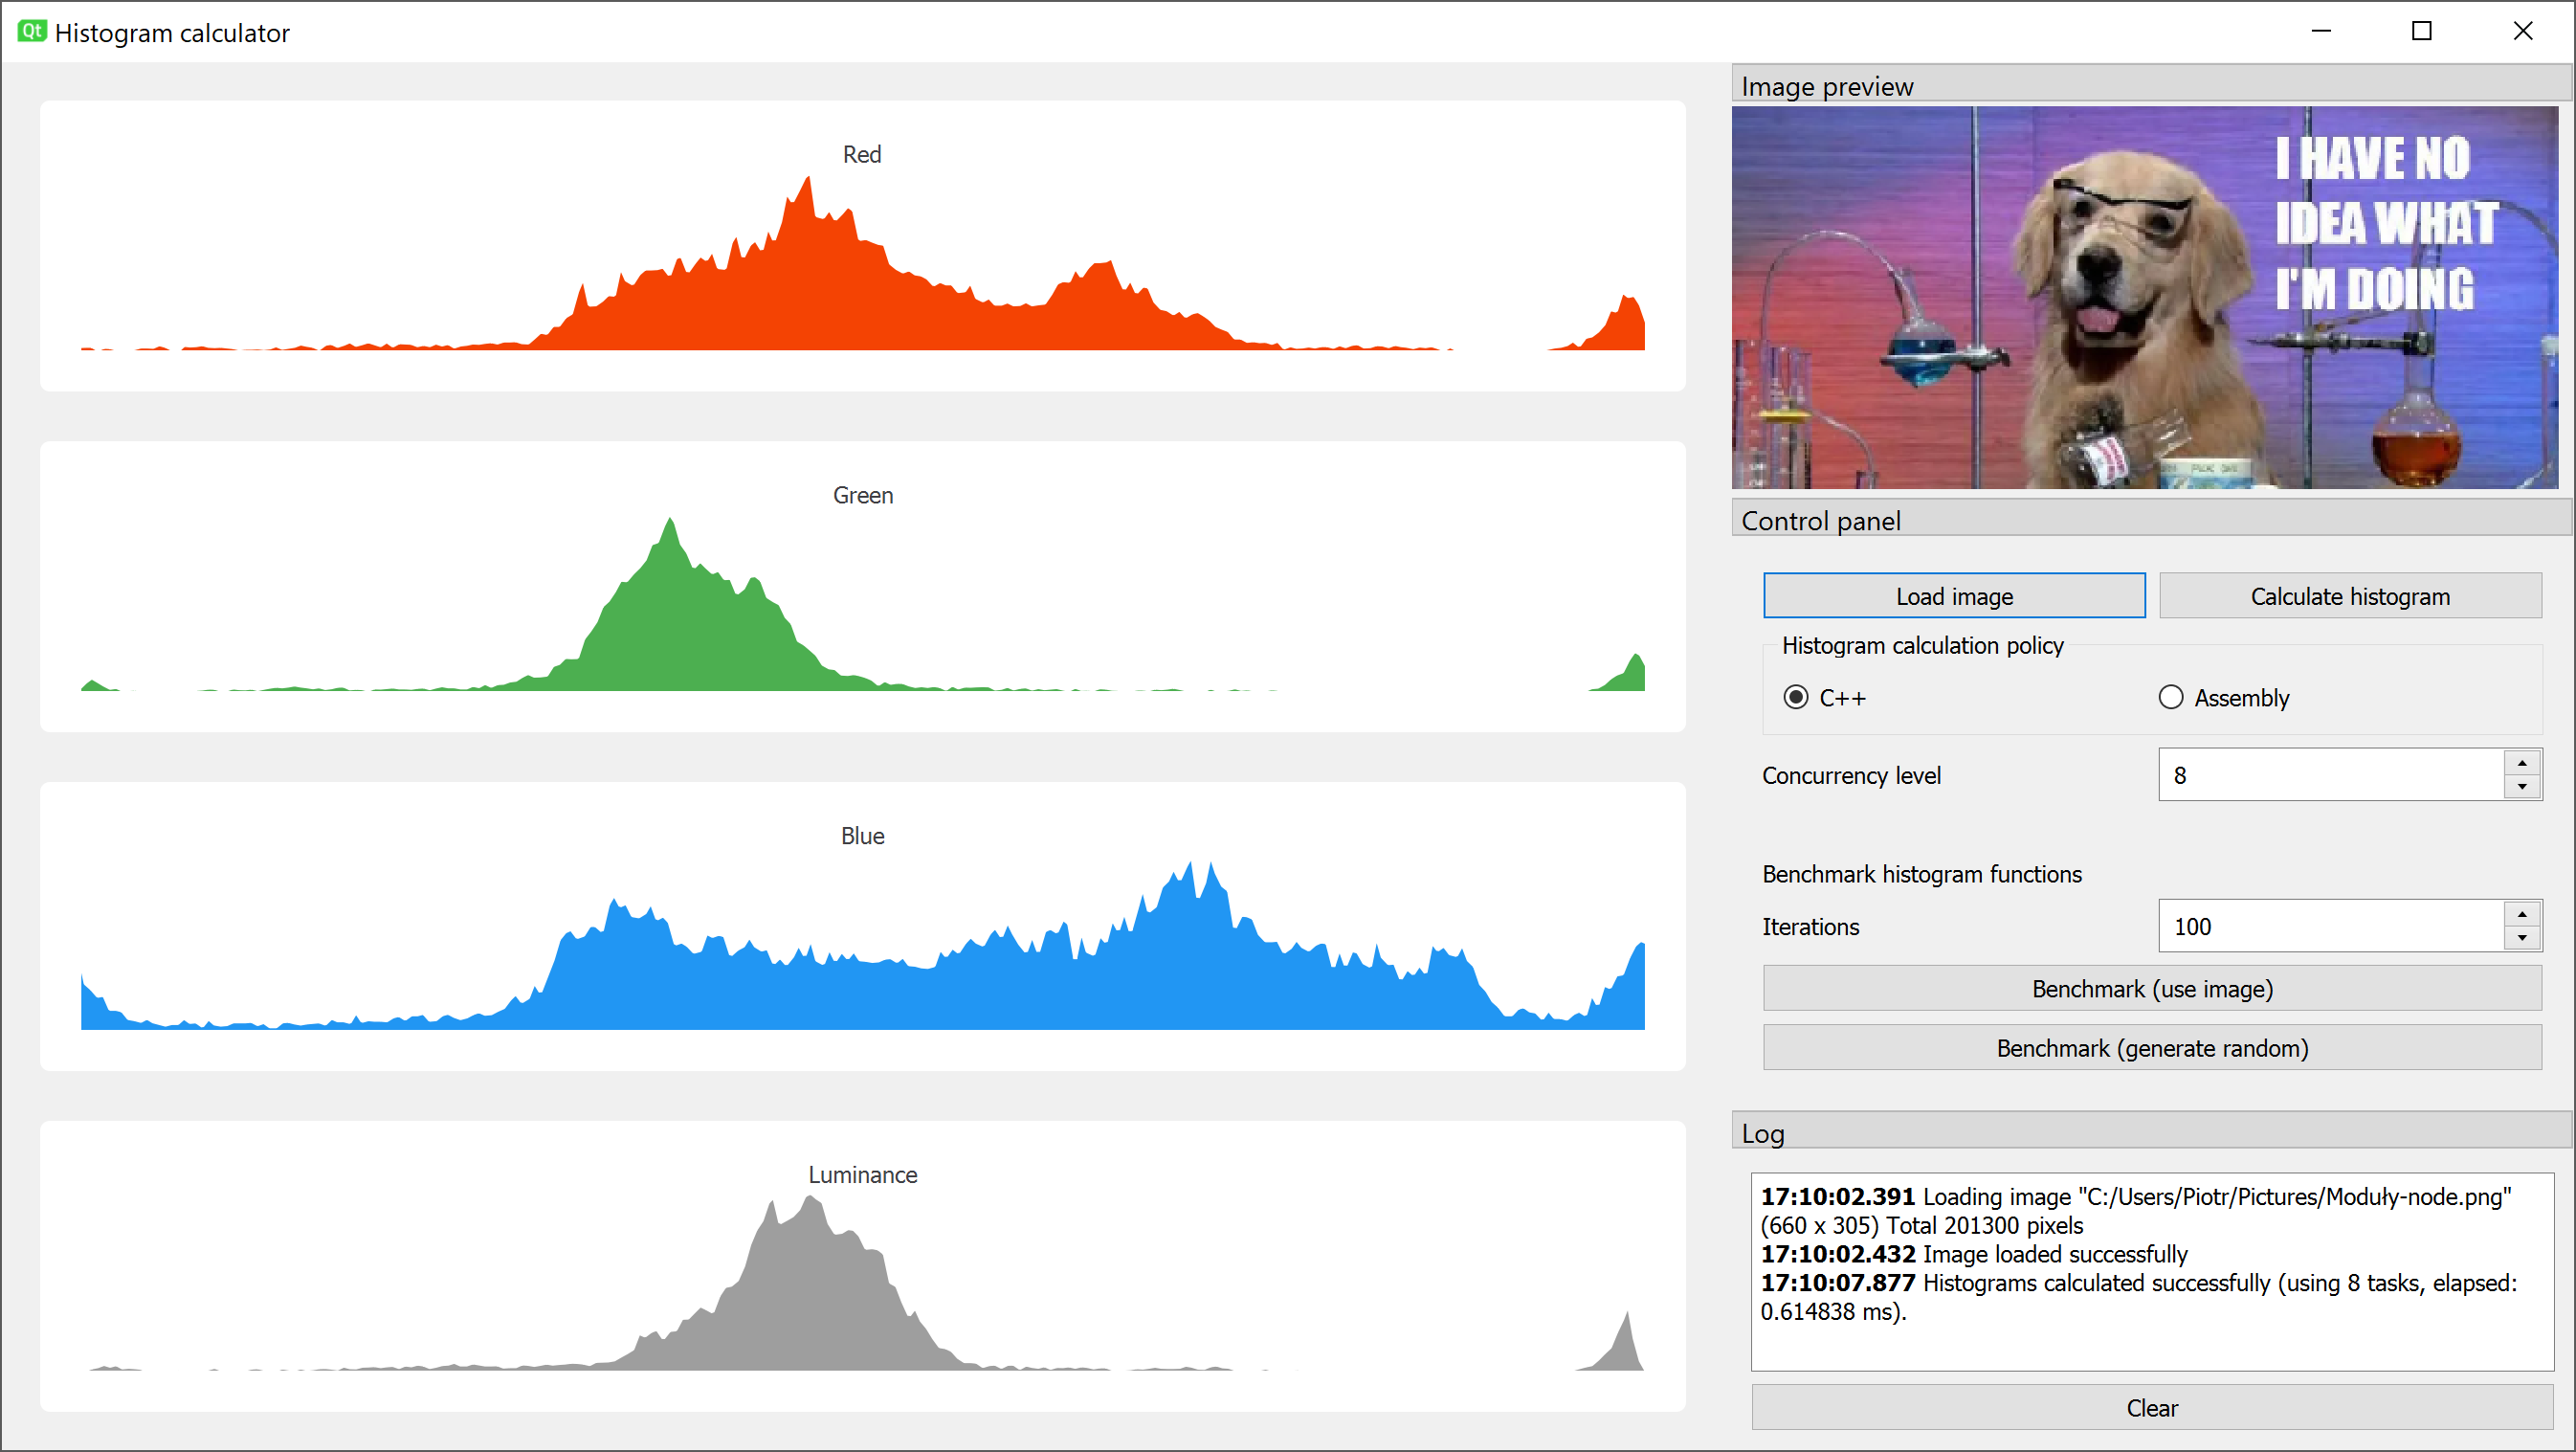 Qt Histogram calculator
Red
Green
Blue
Luminance
Image preview
I HAVE NO
IDEA WHAT
I'M DOING
Control panel
Load image
Calculate histogram
Histogram calculation policy
C++
Assembly
Concurrency level
8
Benchmark histogram functions
Iterations
100
Benchmark (use image)
Benchmark (generate random)
Log
17:10:02.391 Loading image "C:/Users/Piotr/Pictures/Moduły-node.png"
(660 x 305) Total 201300 pixels
17:10:02.432 Image loaded successfully
17:10:07.877 Histograms calculated successfully (using 8 tasks, elapsed:
0.614838 ms).
Clear